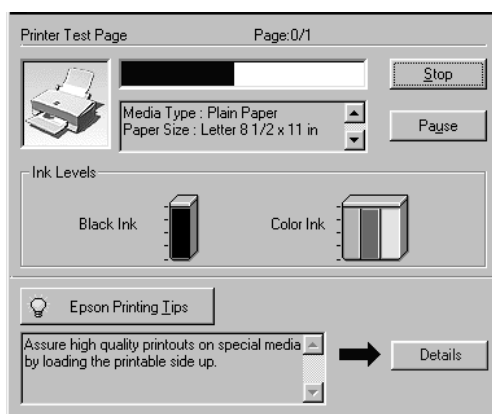 Printer Test Page Page:0/1
Stop
Media Type : Plain Paper
Paper Size : Letter 8 1/2 x 11 in
Pause
Ink Levels
Black Ink Color Ink
Epson Printing Tips
Assure high quality printouts on special media
by loading the printable side up.
Details